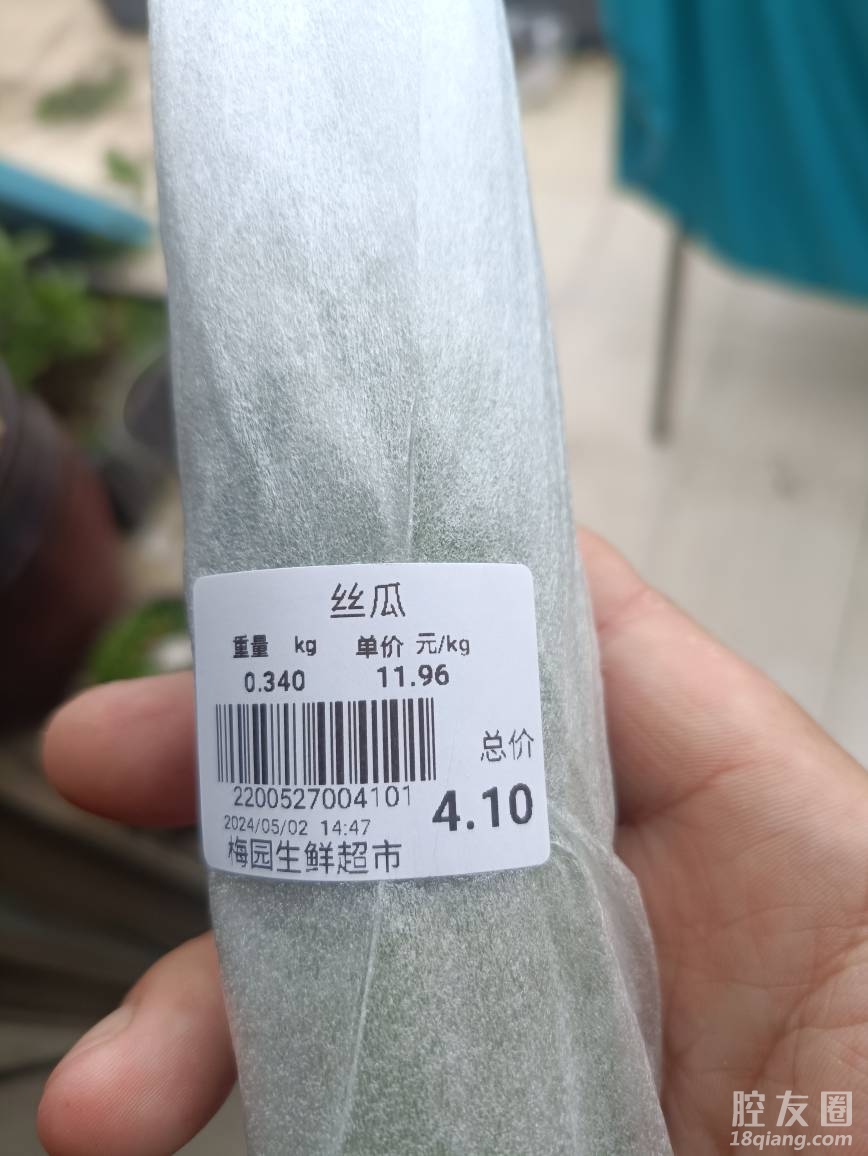 丝瓜
重量 kg 单价 元/kg
0.340 11.96
总价
2200527004101
4.10
2024/05/02 14:47
梅园生鲜超市
腔友圈
18qiang.com